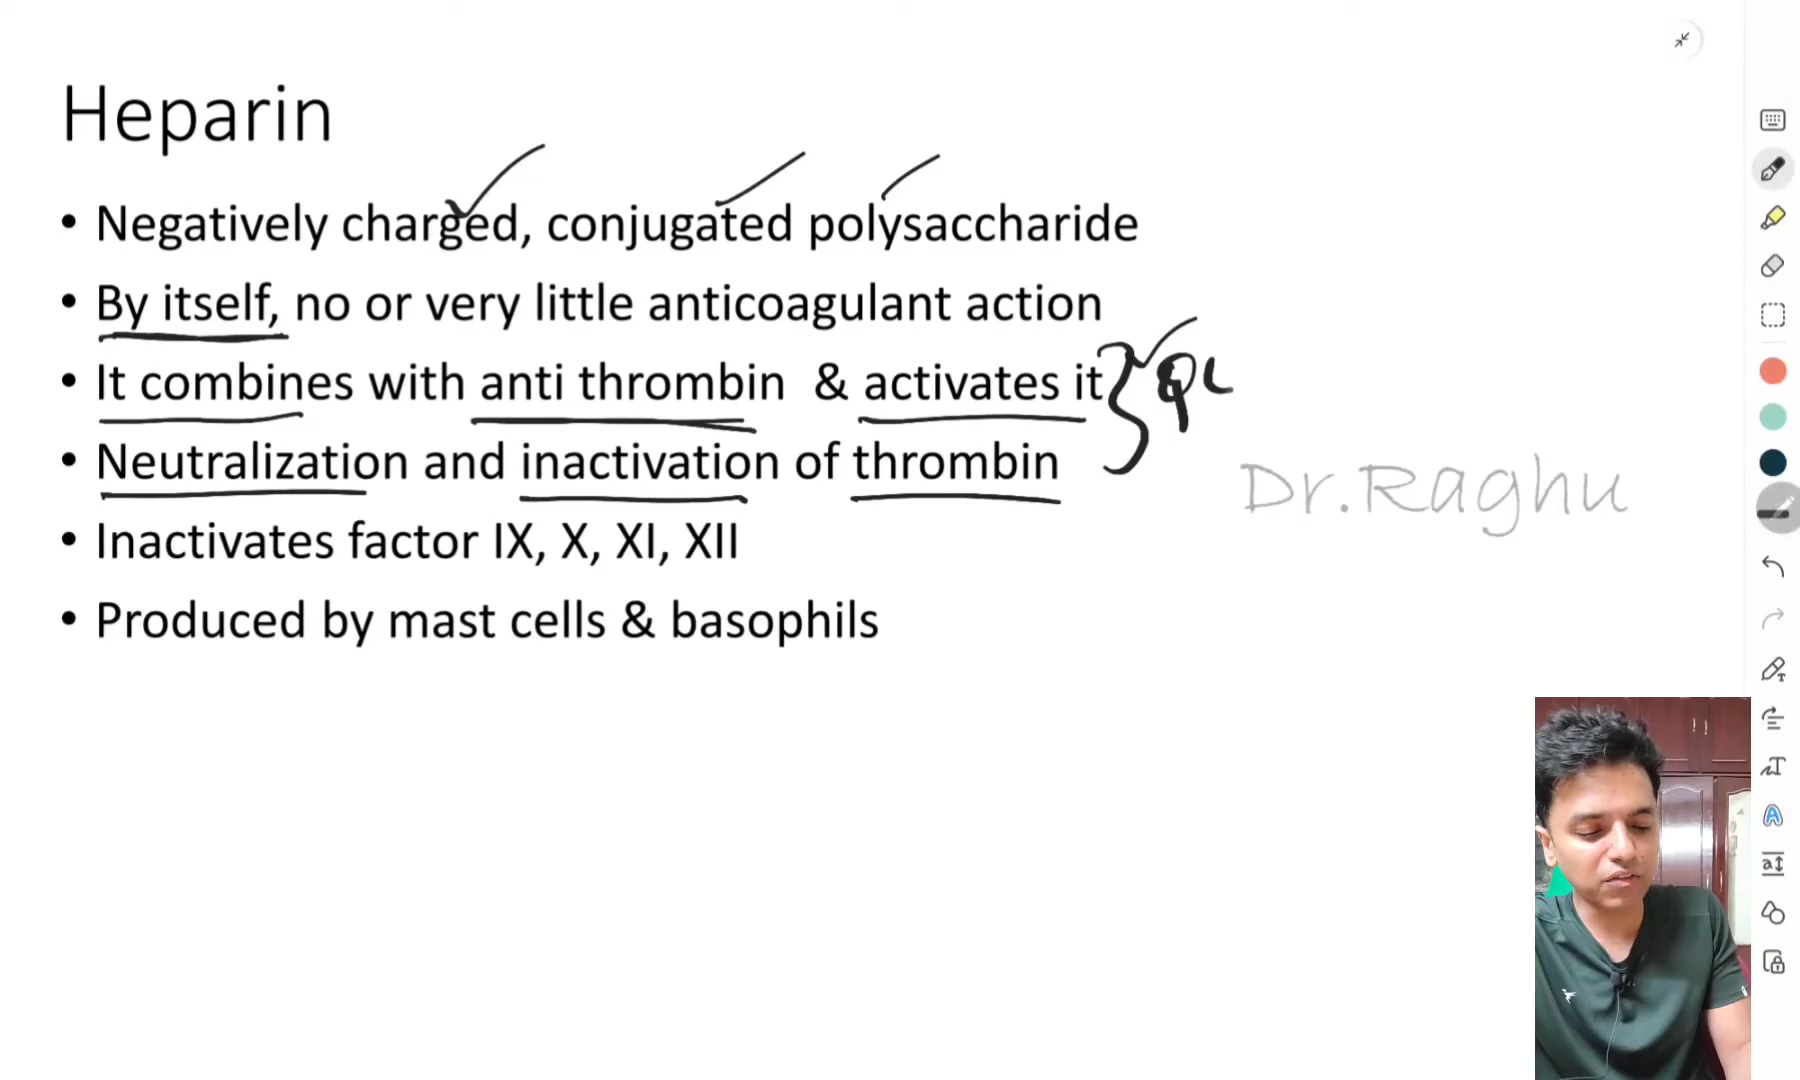 Heparin
• Negatively charged, conjugated polysaccharide
• By itself, no or very little anticoagulant action
• It combines with anti thrombin & activates it
• Neutralization and inactivation of thrombin
Dr.Raghu
• Inactivates factor IX, X, XI, XII
• Produced by mast cells & basophils